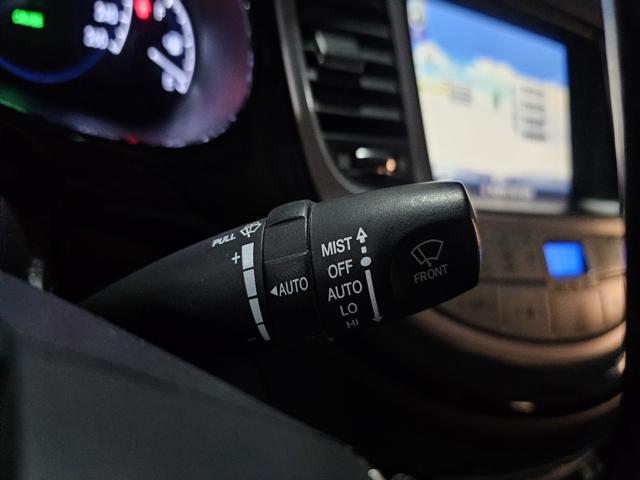 PULL
+
MIST
OFF
◄AUTO
AUTO
LO
HI
−
FRONT